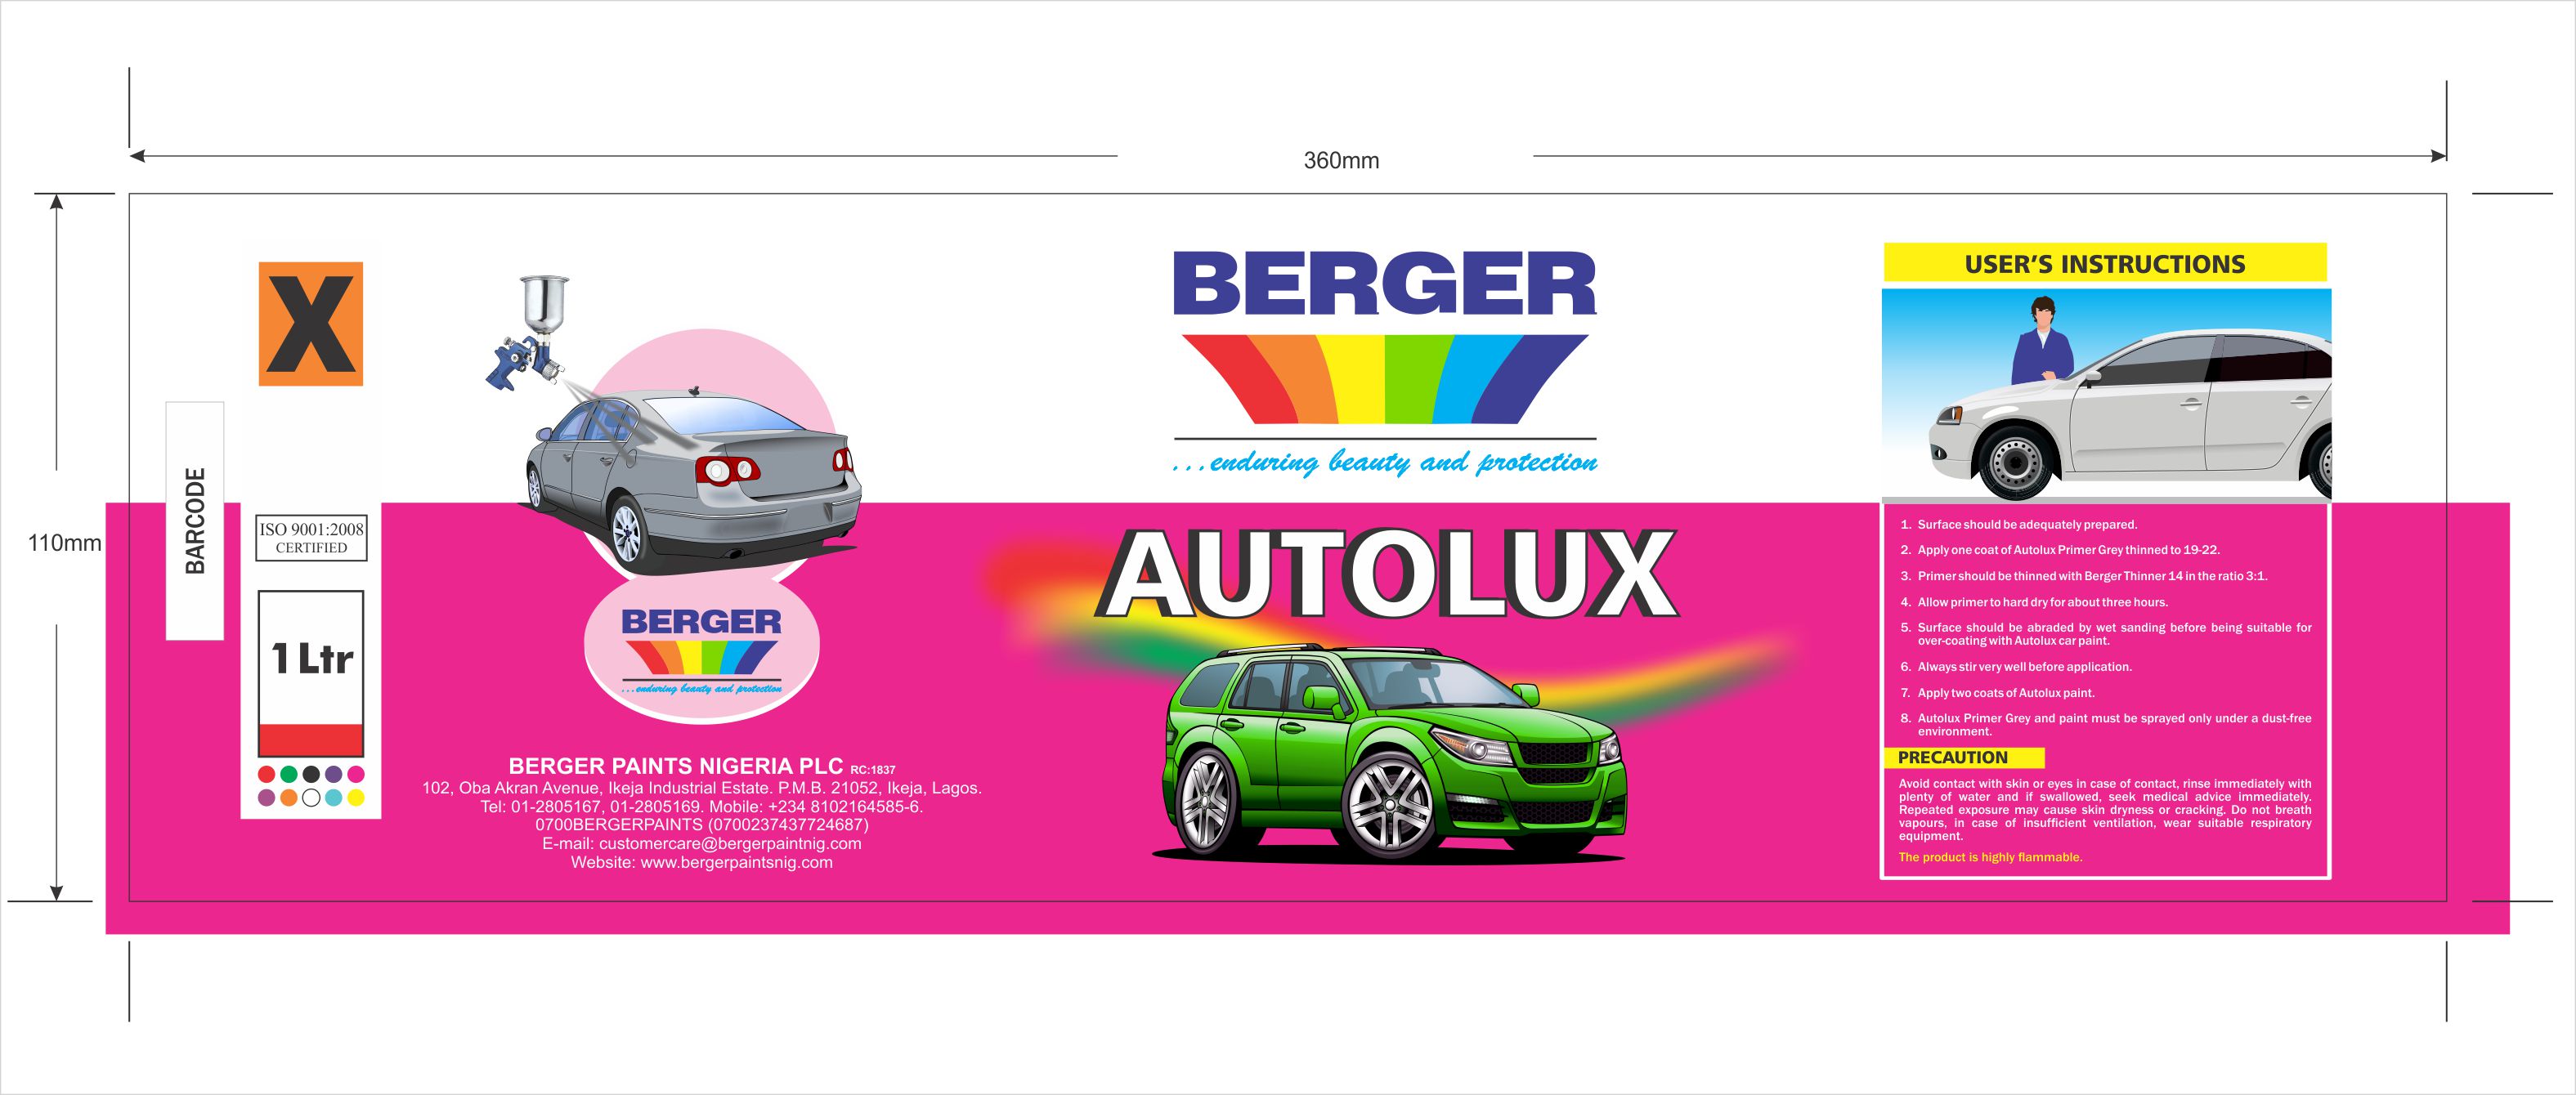 360mm
110mm
X
BARCODE
ISO 9001:2008
CERTIFIED
1 Ltr
BERGER
...enduring beauty and protection
BERGER PAINTS NIGERIA PLC RC:1837
102, Oba Akran Avenue, Ikeja Industrial Estate. P.M.B. 21052, Ikeja, Lagos.
Tel: 01-2805167, 01-2805169. Mobile: +234 8102164585-6.
0700BERGERPAINTS (0700237437724687)
E-mail: customercare@bergerpaintnig.com
Website: www.bergerpaintsnig.com
BERGER
...enduring beauty and protection
AUTOLUX
USER'S INSTRUCTIONS
1. Surface should be adequately prepared.
2. Apply one coat of Autolux Primer Grey thinned to 19-22.
3. Primer should be thinned with Berger Thinner 14 in the ratio 3:1.
4. Allow primer to hard dry for about three hours.
5. Surface should be abraded by wet sanding before being suitable for
over-coating with Autolux car paint.
6. Always stir very well before application.
7. Apply two coats of Autolux paint.
8. Autolux Primer Grey and paint must be sprayed only under a dust-free
environment.
PRECAUTION
Avoid contact with skin or eyes in case of contact, rinse immediately with
plenty of water and if swallowed, seek medical advice immediately.
Repeated exposure may cause skin dryness or cracking. Do not breath
vapours, in case of insufficient ventilation, wear suitable respiratory
equipment.
The product is highly flammable.